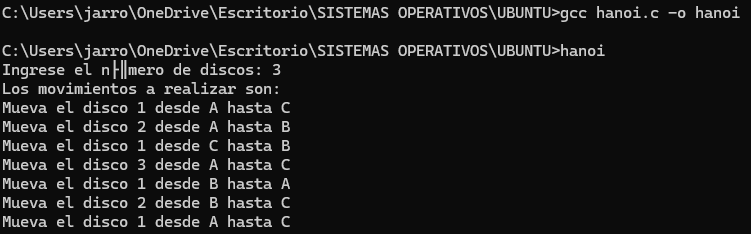 C:\Users\jarro\OneDrive\Escritorio\SISTEMAS OPERATIVOS\UBUNTU>gcc hanoi.c -o hanoi
C:\Users\jarro\OneDrive\Escritorio\SISTEMAS OPERATIVOS\UBUNTU>hanoi
Ingrese el n├║mero de discos: 3
Los movimientos a realizar son:
Mueva el disco 1 desde A hasta C
Mueva el disco 2 desde A hasta B
Mueva el disco 1 desde C hasta B
Mueva el disco 3 desde A hasta C
Mueva el disco 1 desde B hasta A
Mueva el disco 2 desde B hasta C
Mueva el disco 1 desde A hasta C